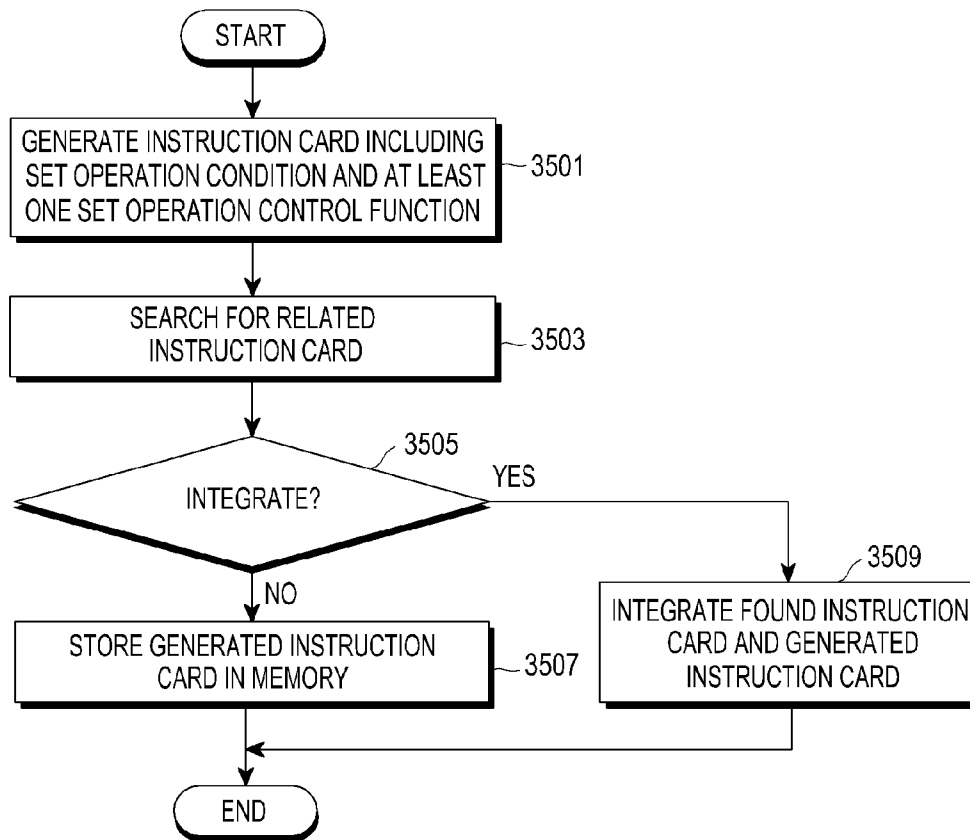 START
GENERATE INSTRUCTION CARD INCLUDING
SET OPERATION CONDITION AND AT LEAST
ONE SET OPERATION CONTROL FUNCTION
3501
SEARCH FOR RELATED
INSTRUCTION CARD
3503
3505
INTEGRATE?
YES
NO
STORE GENERATED INSTRUCTION
CARD IN MEMORY
3507
3509
INTEGRATE FOUND INSTRUCTION
CARD AND GENERATED
INSTRUCTION CARD
END